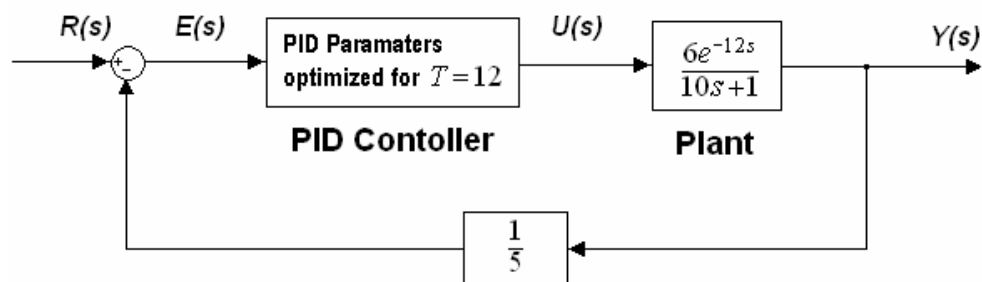 R(s)
E(s)
PID Paramaters
optimized for T=12
U(s)
6e^{-12s}
10s+1
Y(s)
+
−
PID Contoller
Plant
1
5